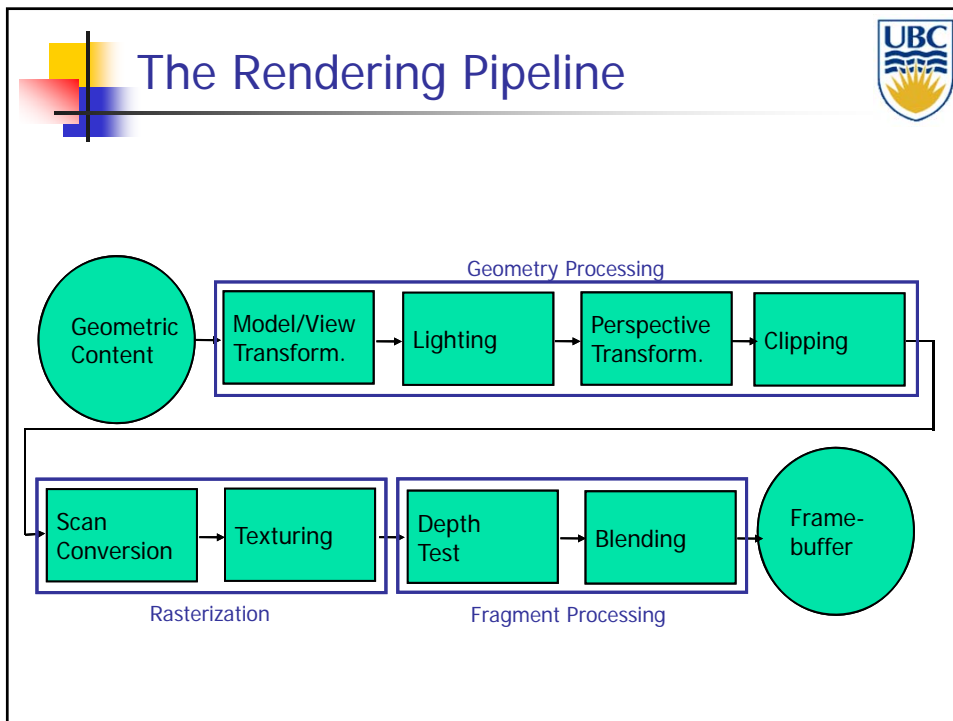 The Rendering Pipeline
UBC
Geometry Processing
Geometric
Content
Model/View
Transform.
Lighting
Perspective
Transform.
Clipping
Scan
Conversion
Texturing
Depth
Test
Blending
Frame-
buffer
Rasterization
Fragment Processing